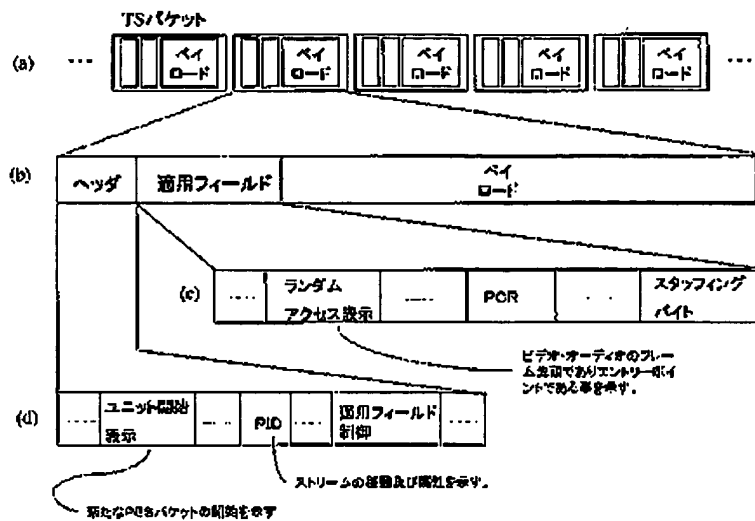 TSパケット
(a)
····
ペイ
ロード
ペイ
ロード
ペイ
ロード
ペイ
ロード
ペイ
ロード
····
(b)
ヘッダ
適用フィールド
ペイ
ロード
(c)
····
ランダム
アクセス表示
····
PCR
····
スタッフィング
バイト
ビデオ・オーディオのフレー
ム先頭でありエントリーポイ
ントである事を示す。
(d)
····
ユニット開始
表示
····
PID
····
適用フィールド
制御
····
ストリームの種類及び属性を示す。
新たなPESパケットの開始を示す